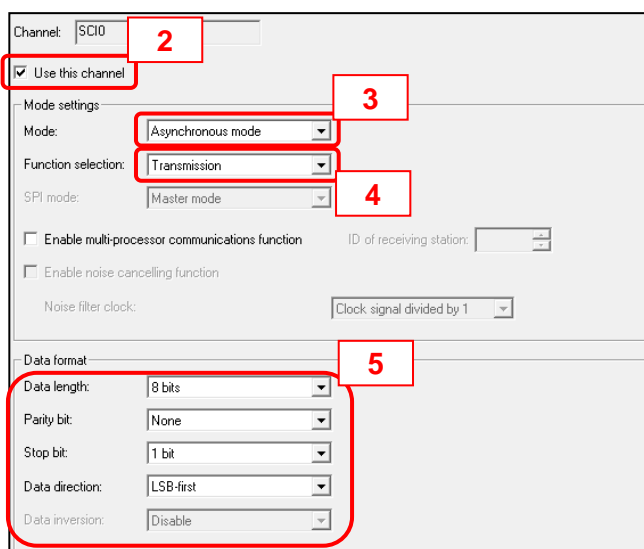 Channel: SCI0
2
Use this channel
3
Mode settings
Mode: Asynchronous mode
Function selection: Transmission
SPI mode: Master mode
4
Enable multi-processor communications function ID of receiving station:
Enable noise cancelling function
Noise filter clock: Clock signal divided by 1
Data format
5
Data length: 8 bits
Parity bit: None
Stop bit: 1 bit
Data direction: LSB-first
Data inversion: Disable